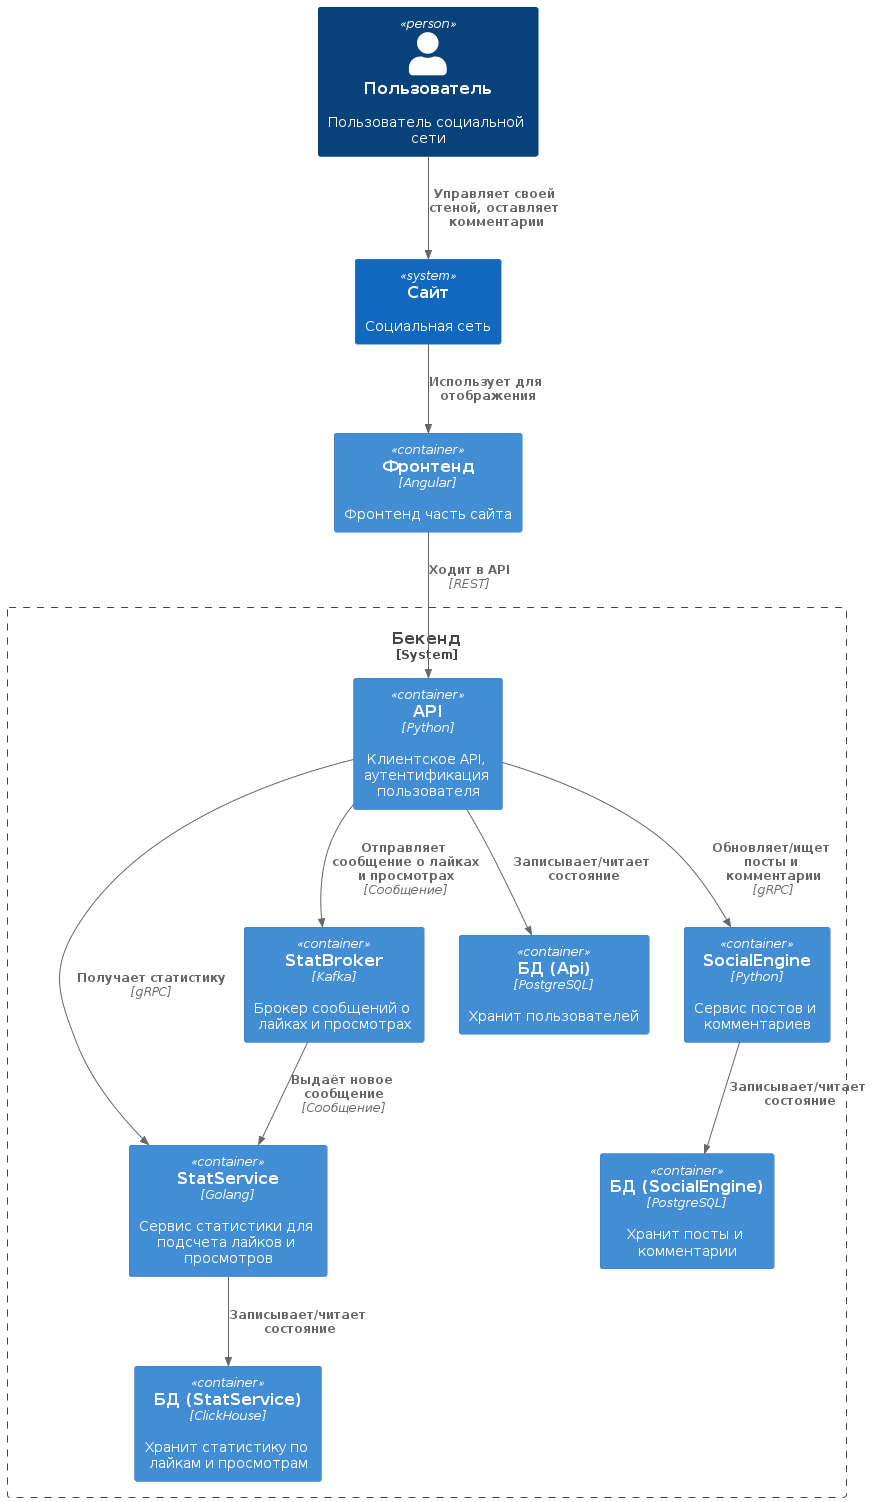 «person»
Пользователь
Пользователь социальной
сети
Управляет своей
стеной, оставляет
комментарии
«system»
Сайт
Социальная сеть
Использует для
отображения
«container»
Фронтенд
[Angular]
Фронтенд часть сайта
Ходит в API
[REST]
Бекенд
[System]
«container»
API
[Python]
Клиентское API,
аутентификация
пользователя
Отправляет
сообщение о лайках
и просмотрах
[Сообщение]
Записывает/читает
состояние
Обновляет/ищет
посты и
комментарии
[gRPC]
Получает статистику
[gRPC]
«container»
StatBroker
[Kafka]
Брокер сообщений о
лайках и просмотрах
«container»
БД (Api)
[PostgreSQL]
Хранит пользователей
«container»
SocialEngine
[Python]
Сервис постов и
комментариев
Выдаёт новое
сообщение
[Сообщение]
Записывает/читает
состояние
«container»
StatService
[Golang]
Сервис статистики для
подсчета лайков и
просмотров
«container»
БД (SocialEngine)
[PostgreSQL]
Хранит посты и
комментарии
Записывает/читает
состояние
«container»
БД (StatService)
[ClickHouse]
Хранит статистику по
лайкам и просмотрам